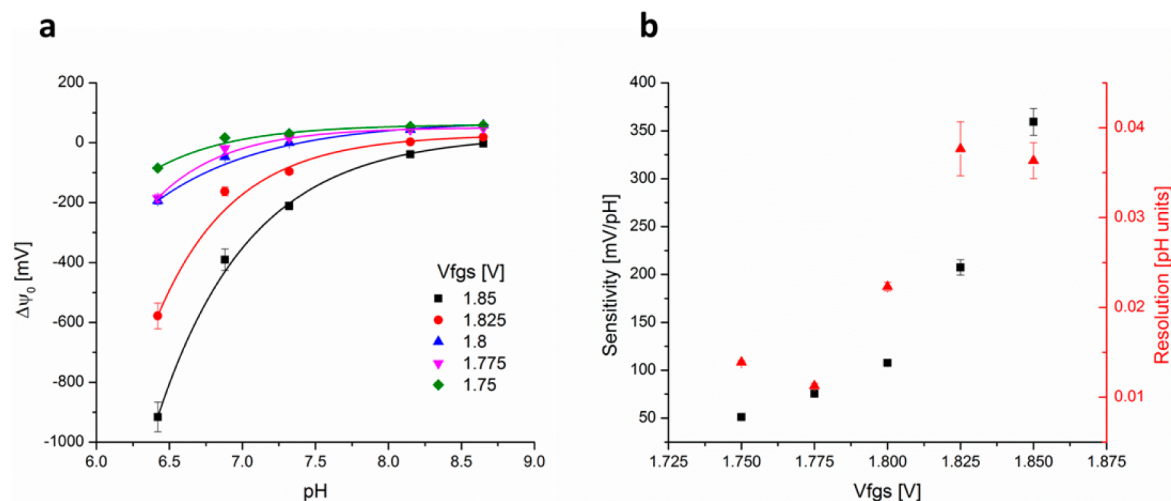 a
200
0
-200
-400
-600
-800
-1000
Δψ0 [mV]
6.0 6.5 7.0 7.5 8.0 8.5 9.0
pH
Vfgs [V]
1.85
1.825
1.8
1.775
1.75
b
400
350
300
250
200
150
100
50
Sensitivity [mV/pH]
0.04
0.03
0.02
0.01
Resolution [pH units]
1.725 1.750 1.775 1.800 1.825 1.850 1.875
Vfgs [V]